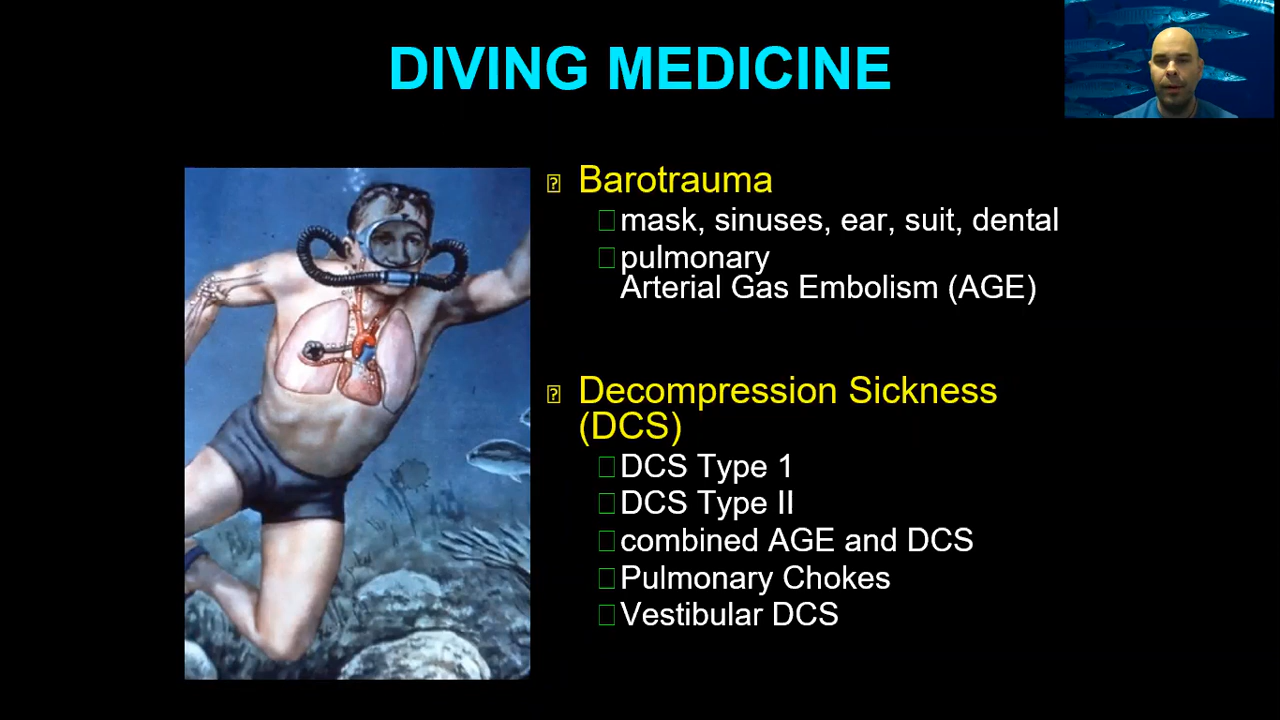 DIVING MEDICINE
Barotrauma
mask, sinuses, ear, suit, dental
pulmonary
Arterial Gas Embolism (AGE)
Decompression Sickness
(DCS)
DCS Type 1
DCS Type II
combined AGE and DCS
Pulmonary Chokes
Vestibular DCS